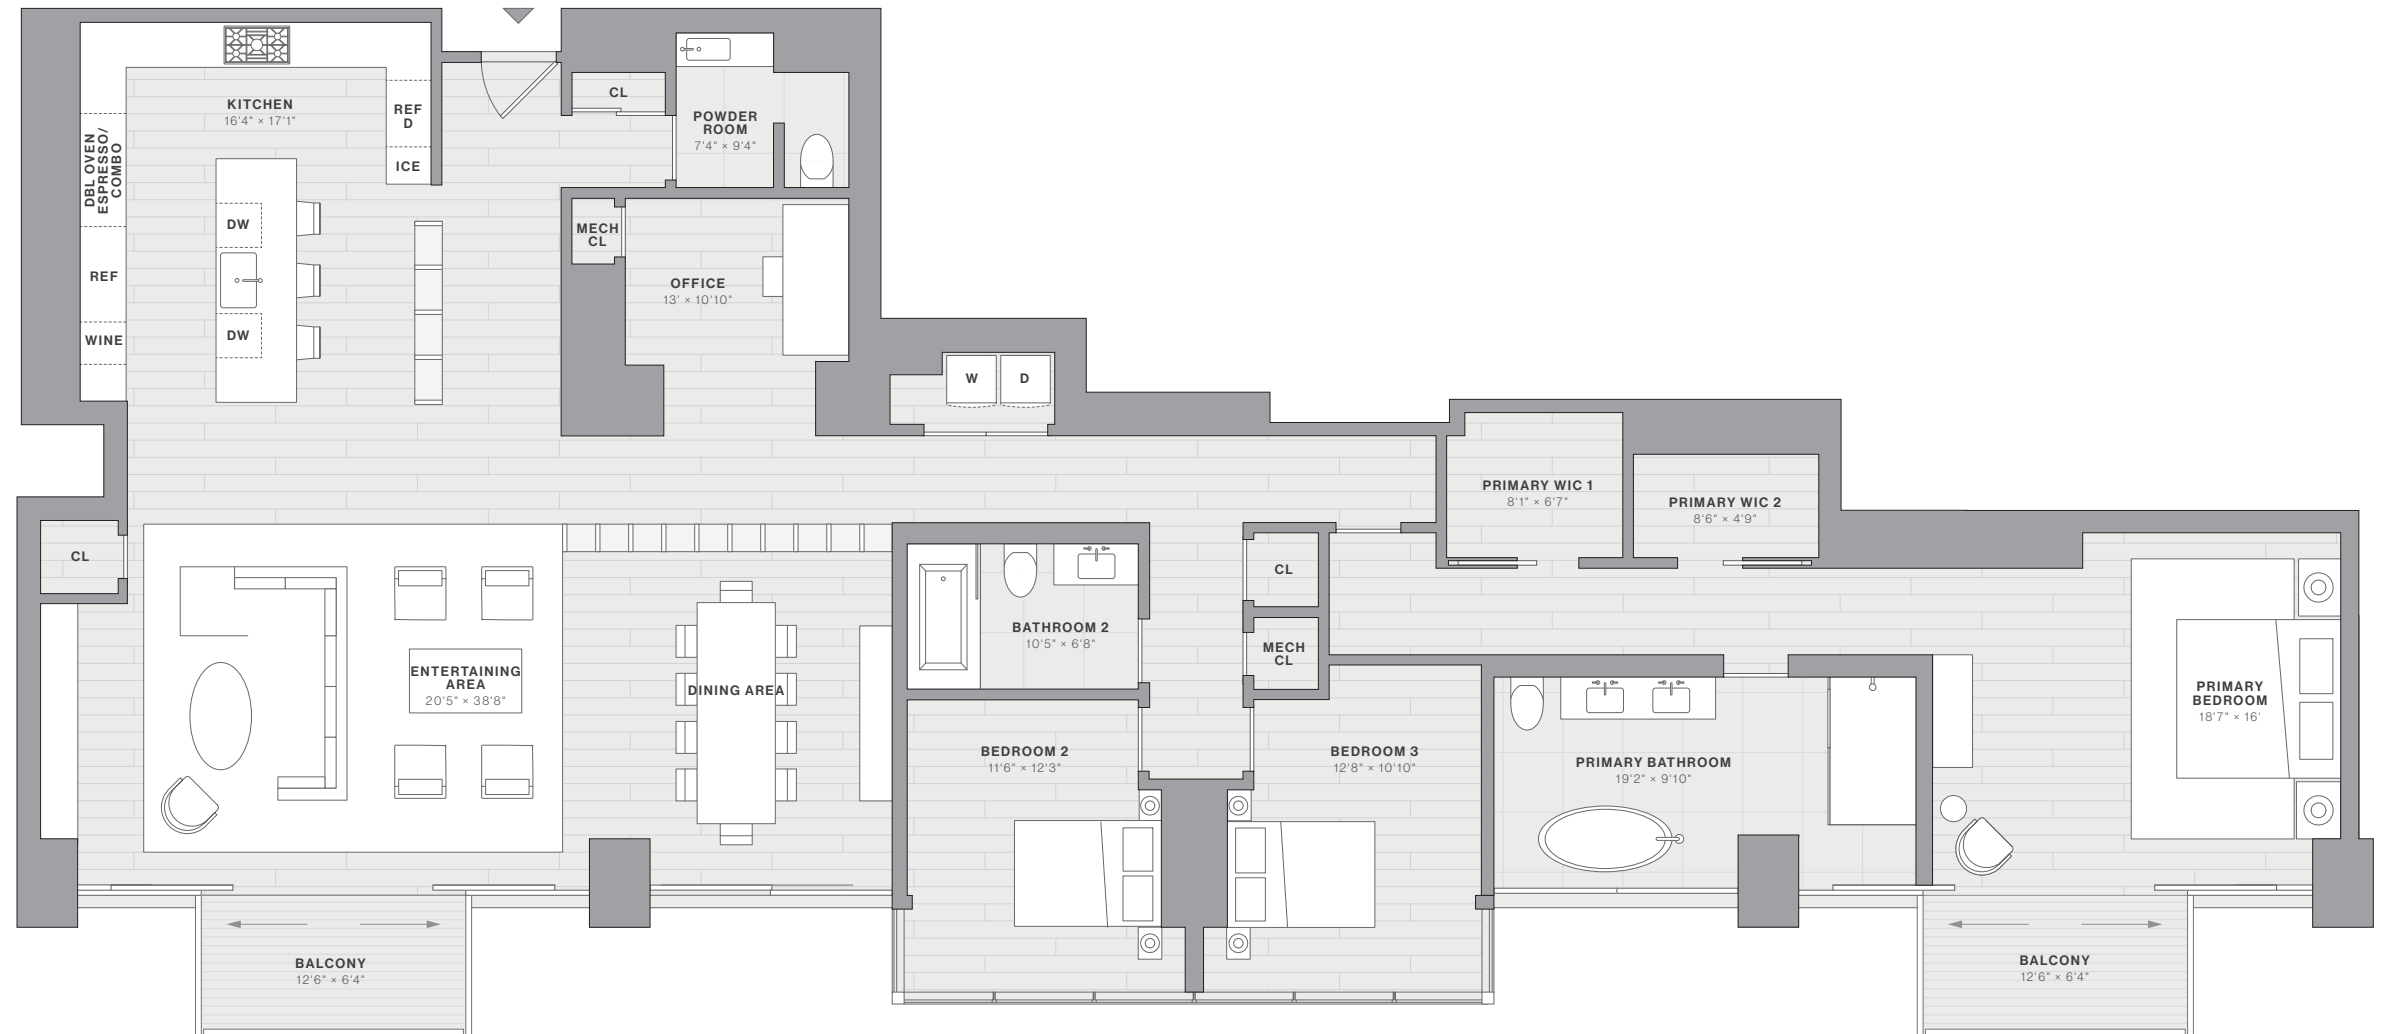 KITCHEN
16'4" × 17'1"
REF
D
ICE
DBL OVEN
ESPRESSO/
COMBO
REF
WINE
DW
DW
CL
POWDER
ROOM
7'4" × 9'4"
MECH
CL
OFFICE
13' × 10'10"
W
D
PRIMARY WIC 1
8'1" × 6'7"
PRIMARY WIC 2
8'6" × 4'9"
CL
ENTERTAINING
AREA
20'5" × 38'8"
DINING AREA
BATHROOM 2
10'5" × 6'8"
CL
MECH
CL
BEDROOM 2
11'6" × 12'3"
BEDROOM 3
12'8" × 10'10"
PRIMARY BATHROOM
19'2" × 9'10"
PRIMARY
BEDROOM
18'7" × 16'
BALCONY
12'6" × 6'4"
BALCONY
12'6" × 6'4"